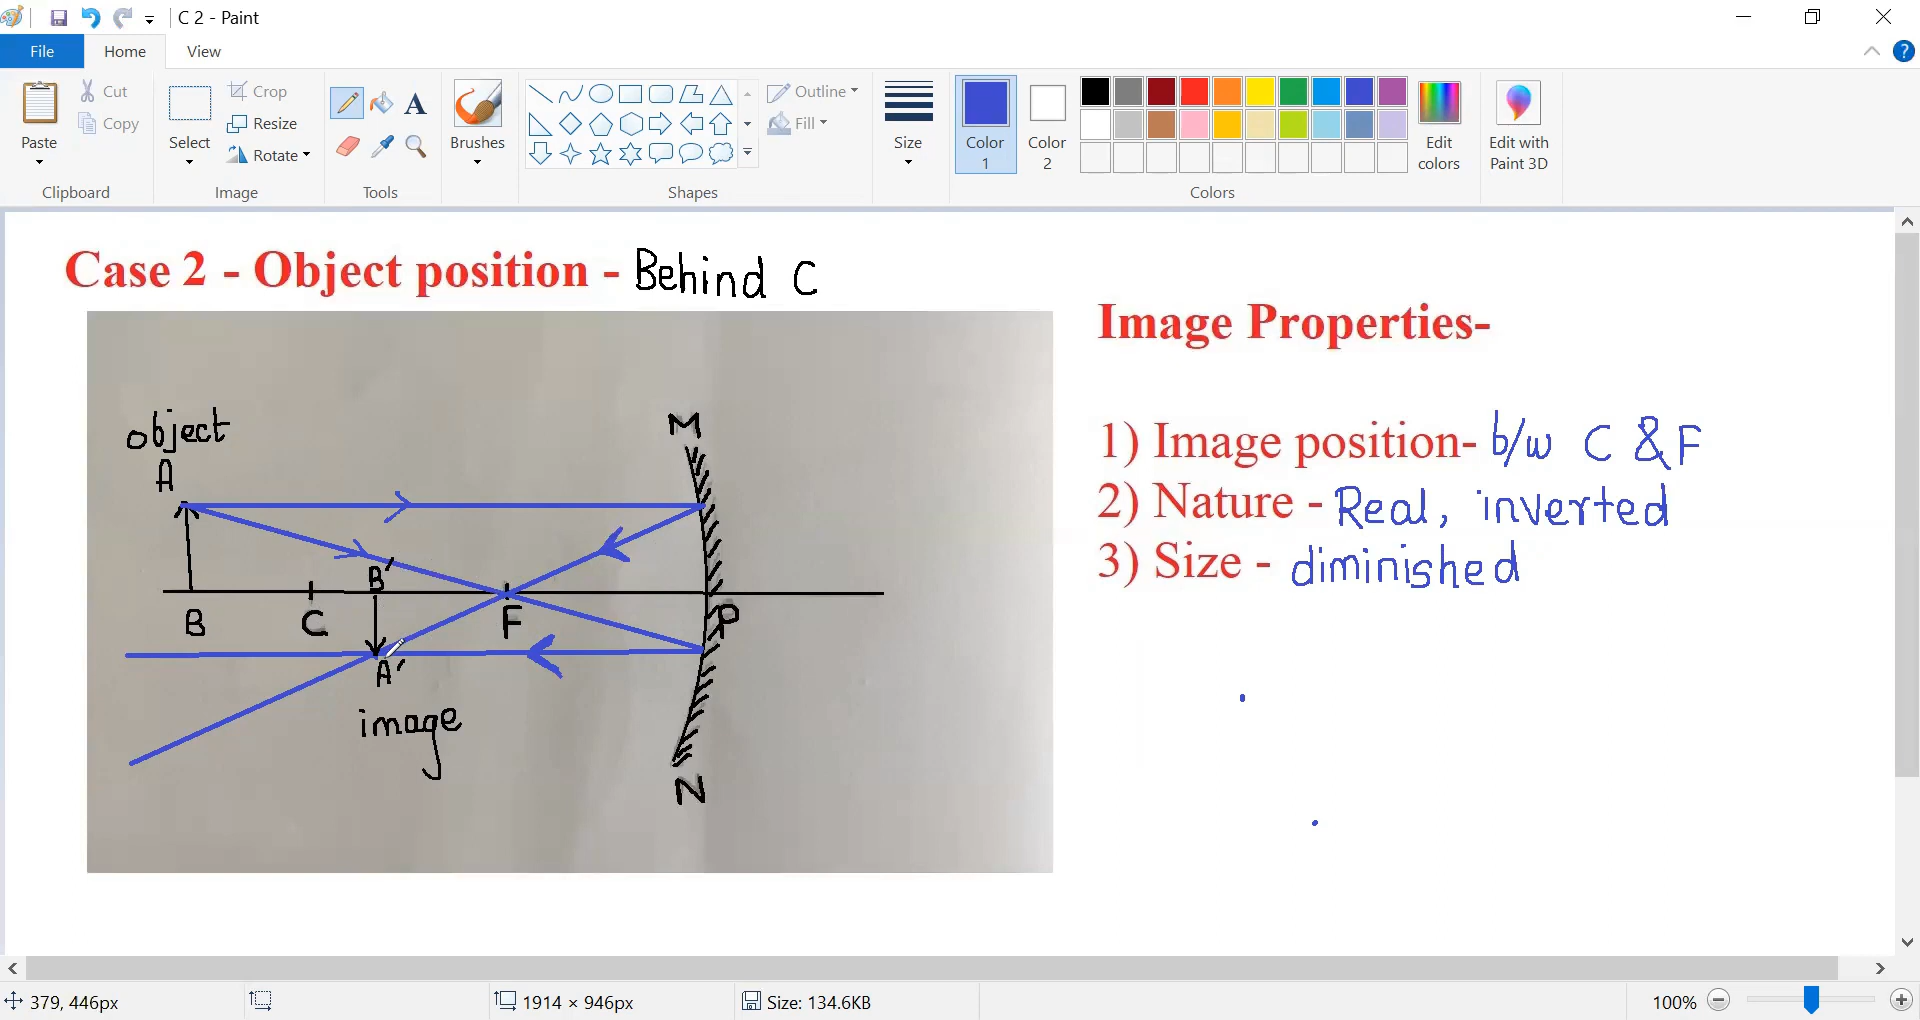 C 2 - Paint
File Home View
Paste
Cut
Copy
Clipboard
Select
Crop
Resize
Rotate
Image
Tools
Brushes
Outline
Fill
Shapes
Size
Color 1
Color 2
Colors
Edit colors
Edit with Paint 3D
?
Case 2 - Object position - Behind C
object
A
B
C
B'
A'
image
F
P
M
N
Image Properties-
1) Image position- b/w C & F
2) Nature - Real, inverted
3) Size - diminished
379, 446px
1914 × 946px
Size: 134.6KB
100%